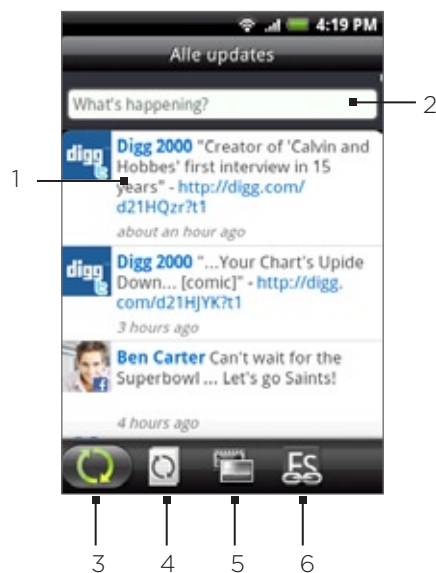 4:19 PM
Alle updates
What's happening?
2
digg
Digg 2000 "Creator of 'Calvin and
Hobbes' first interview in 15
years" - http://digg.com/
d21HQzr?t1
about an hour ago
1
digg
Digg 2000 "...Your Chart's Upide
Down... [comic]" - http://digg.
com/d21HJYK?t1
3 hours ago
Ben Carter Can't wait for the
Superbowl ... Let's go Saints!
4 hours ago
FS
3 4 5 6